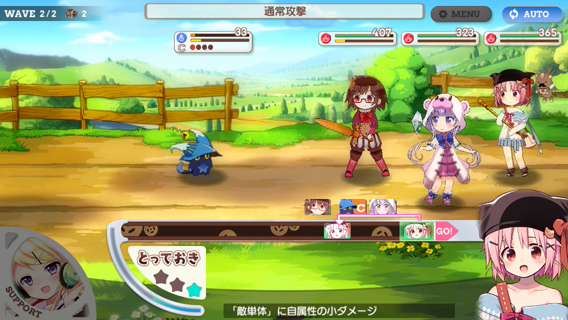 WAVE 2/2 2
通常攻撃
MENU
AUTO
33
C
407
323
365
C
GO!
とっておき
SUPPORT
「敵単体」に自属性の小ダメージ